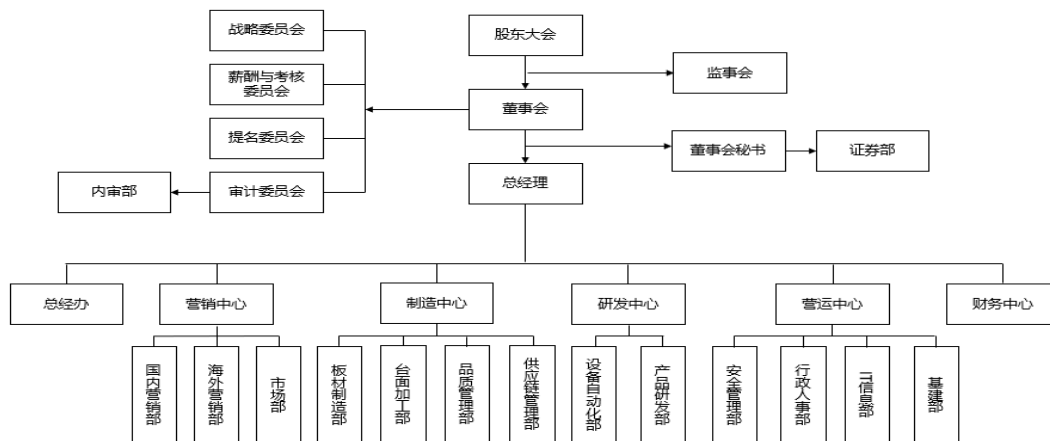 战略委员会
股东大会
薪酬与考核
委员会
监事会
董事会
提名委员会
董事会秘书
证券部
内审部
审计委员会
总经理
总经办
营销中心
制造中心
研发中心
营运中心
财务中心
国内营销部
海外营销部
市场部
板材制造部
台面加工部
品质管理部
供应链管理部
设备自动化部
产品研发部
安全管理部
行政人事部
IT信息部
基建部